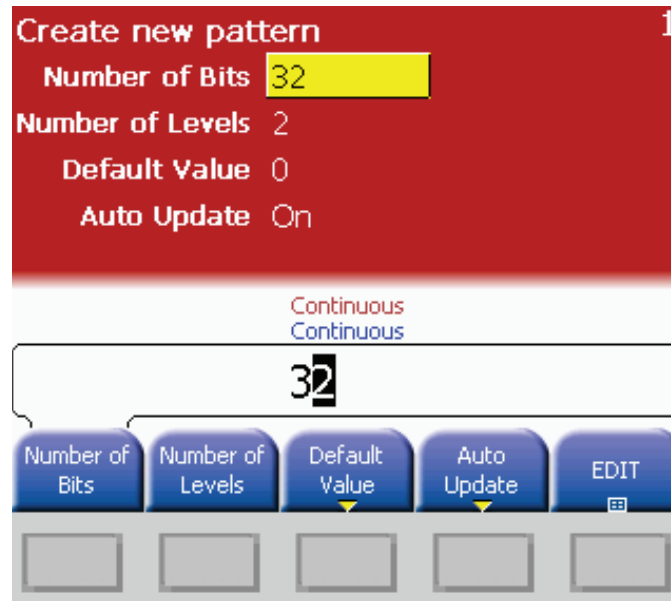 Create new pattern
1
Number of Bits 32
Number of Levels 2
Default Value 0
Auto Update On
Continuous
Continuous
32
Number of Bits
Number of Levels
Default Value
Auto Update
EDIT